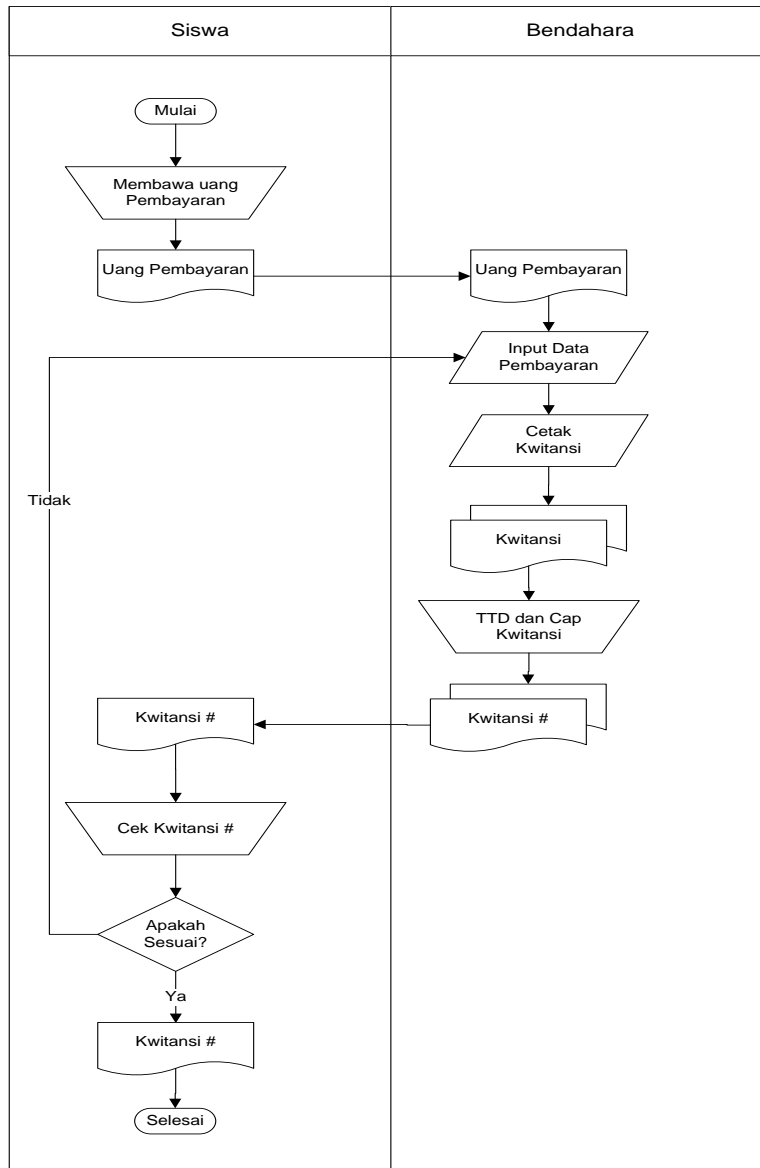 Siswa
Bendahara
Mulai
Membawa uang
Pembayaran
Uang Pembayaran
Uang Pembayaran
Input Data
Pembayaran
Cetak
Kwitansi
Tidak
Kwitansi
TTD dan Cap
Kwitansi
Kwitansi #
Kwitansi #
Cek Kwitansi #
Apakah
Sesuai?
Ya
Kwitansi #
Selesai